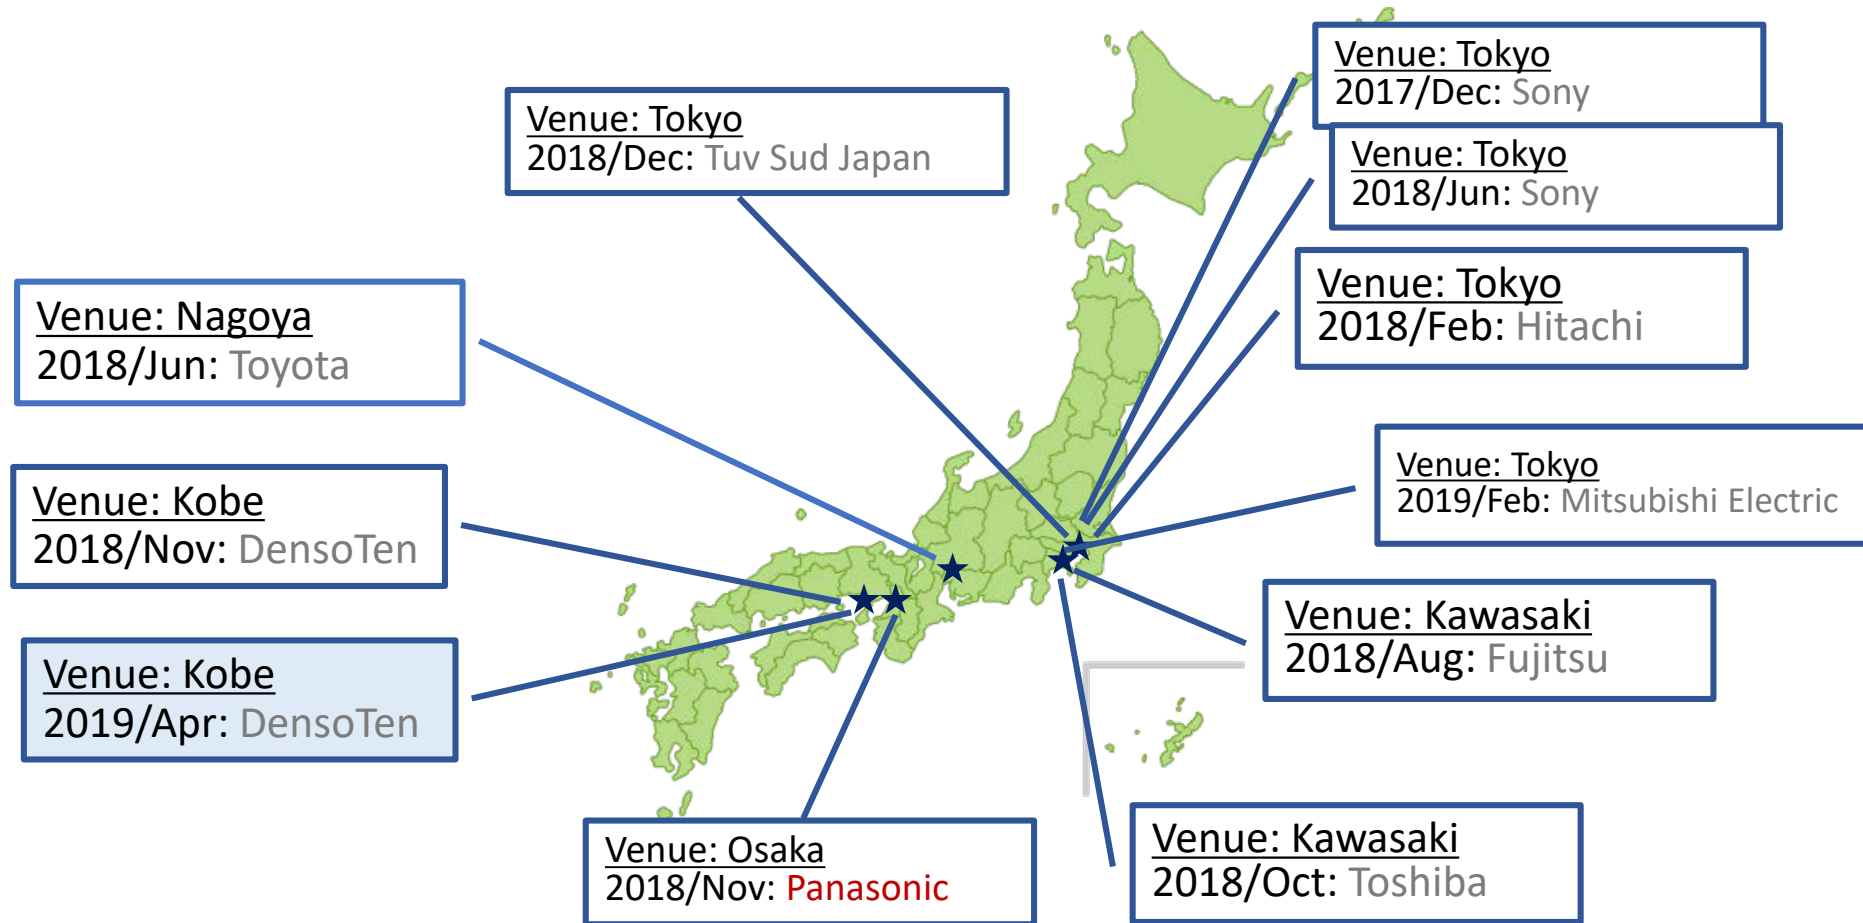 Venue: Tokyo
2017/Dec: Sony
Venue: Tokyo
2018/Dec: Tuv Sud Japan
Venue: Tokyo
2018/Jun: Sony
Venue: Tokyo
2018/Feb: Hitachi
Venue: Nagoya
2018/Jun: Toyota
Venue: Tokyo
2019/Feb: Mitsubishi Electric
Venue: Kobe
2018/Nov: DensoTen
Venue: Kawasaki
2018/Aug: Fujitsu
Venue: Kobe
2019/Apr: DensoTen
Venue: Kawasaki
2018/Oct: Toshiba
Venue: Osaka
2018/Nov: Panasonic